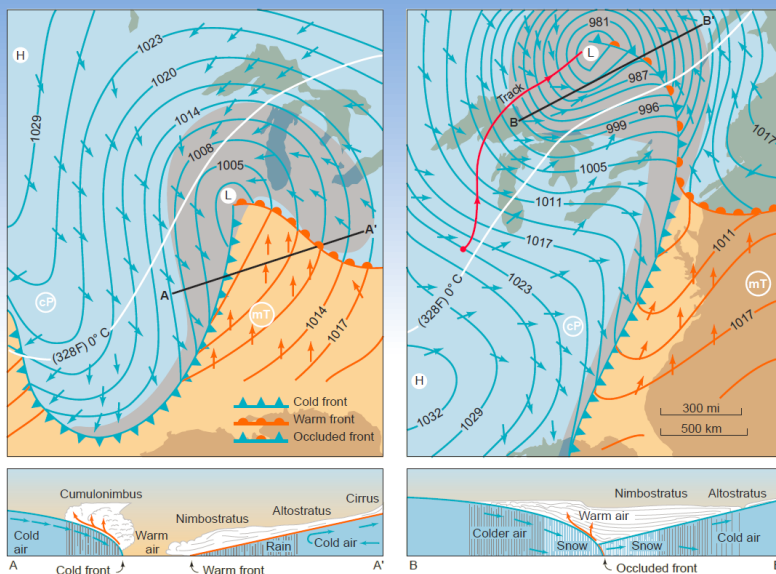 H
1023
1020
1014
1008
1005
1029
L
A'
A
cP
mT
(328F) 0° C
1014
1017
Cold front
Warm front
Occluded front
981
B'
L
987
Track
B
996
999
1005
1017
1011
1017
1023
1011
mT
1017
(328F) 0° C
cP
H
1032
1029
300 mi
500 km
Cumulonimbus
Nimbostratus
Altostratus
Cirrus
Cold
air
Warm
air
Rain
Cold air
A
Cold front
Warm front
A'
Nimbostratus
Altostratus
Warm air
Colder air
Snow
Snow
Cold air
B
Occluded front